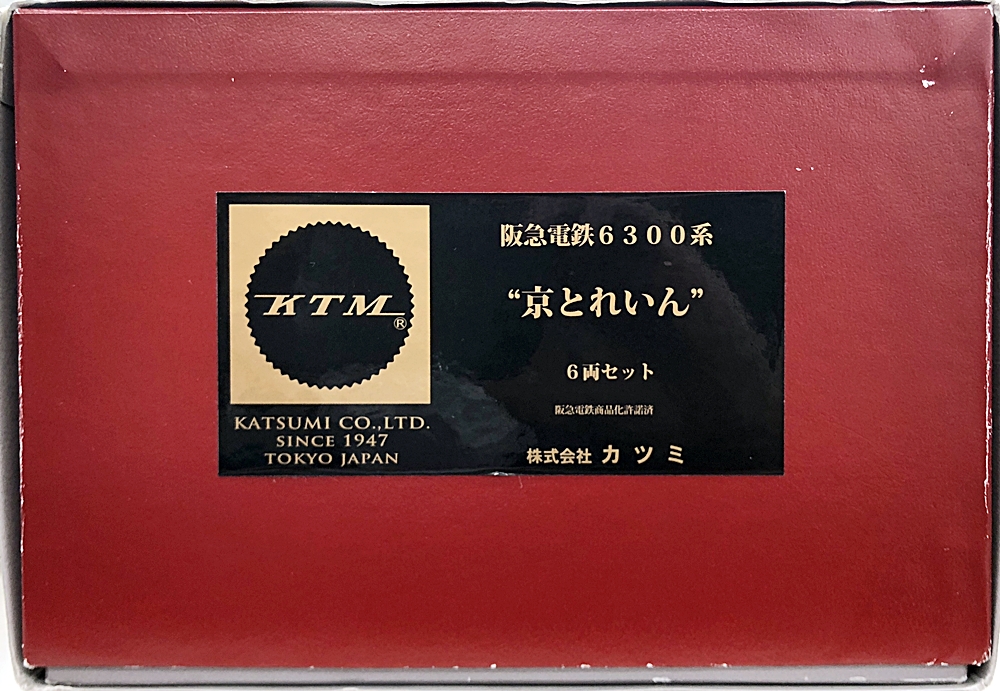 KTM
®
KATSUMI CO.,LTD.
SINCE 1947
TOKYO JAPAN
阪急電鉄6300系
“京とれいん”
6両セット
阪急電鉄商品化許諾済
株式会社 カツミ